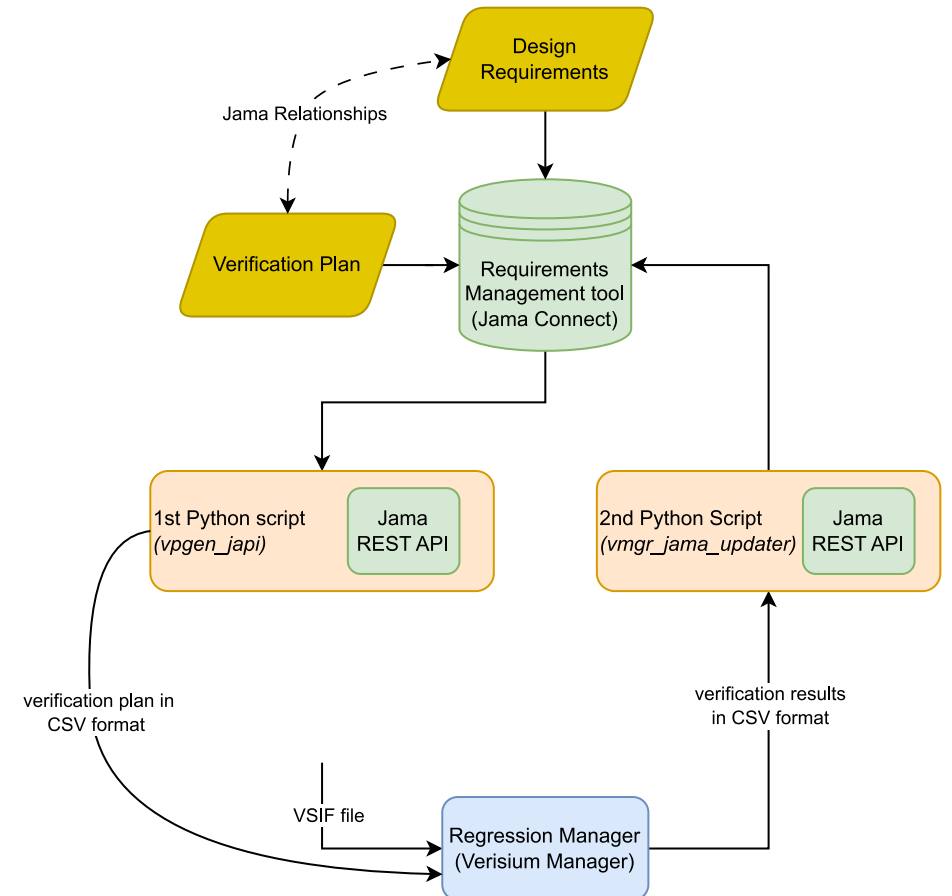 Design
Requirements
Jama Relationships
Verification Plan
Requirements
Management tool
(Jama Connect)
1st Python script
(vpgen_japi)
Jama
REST API
2nd Python Script
(vmgr_jama_updater)
Jama
REST API
verification plan in
CSV format
verification results
in CSV format
VSIF file
Regression Manager
(Verisium Manager)